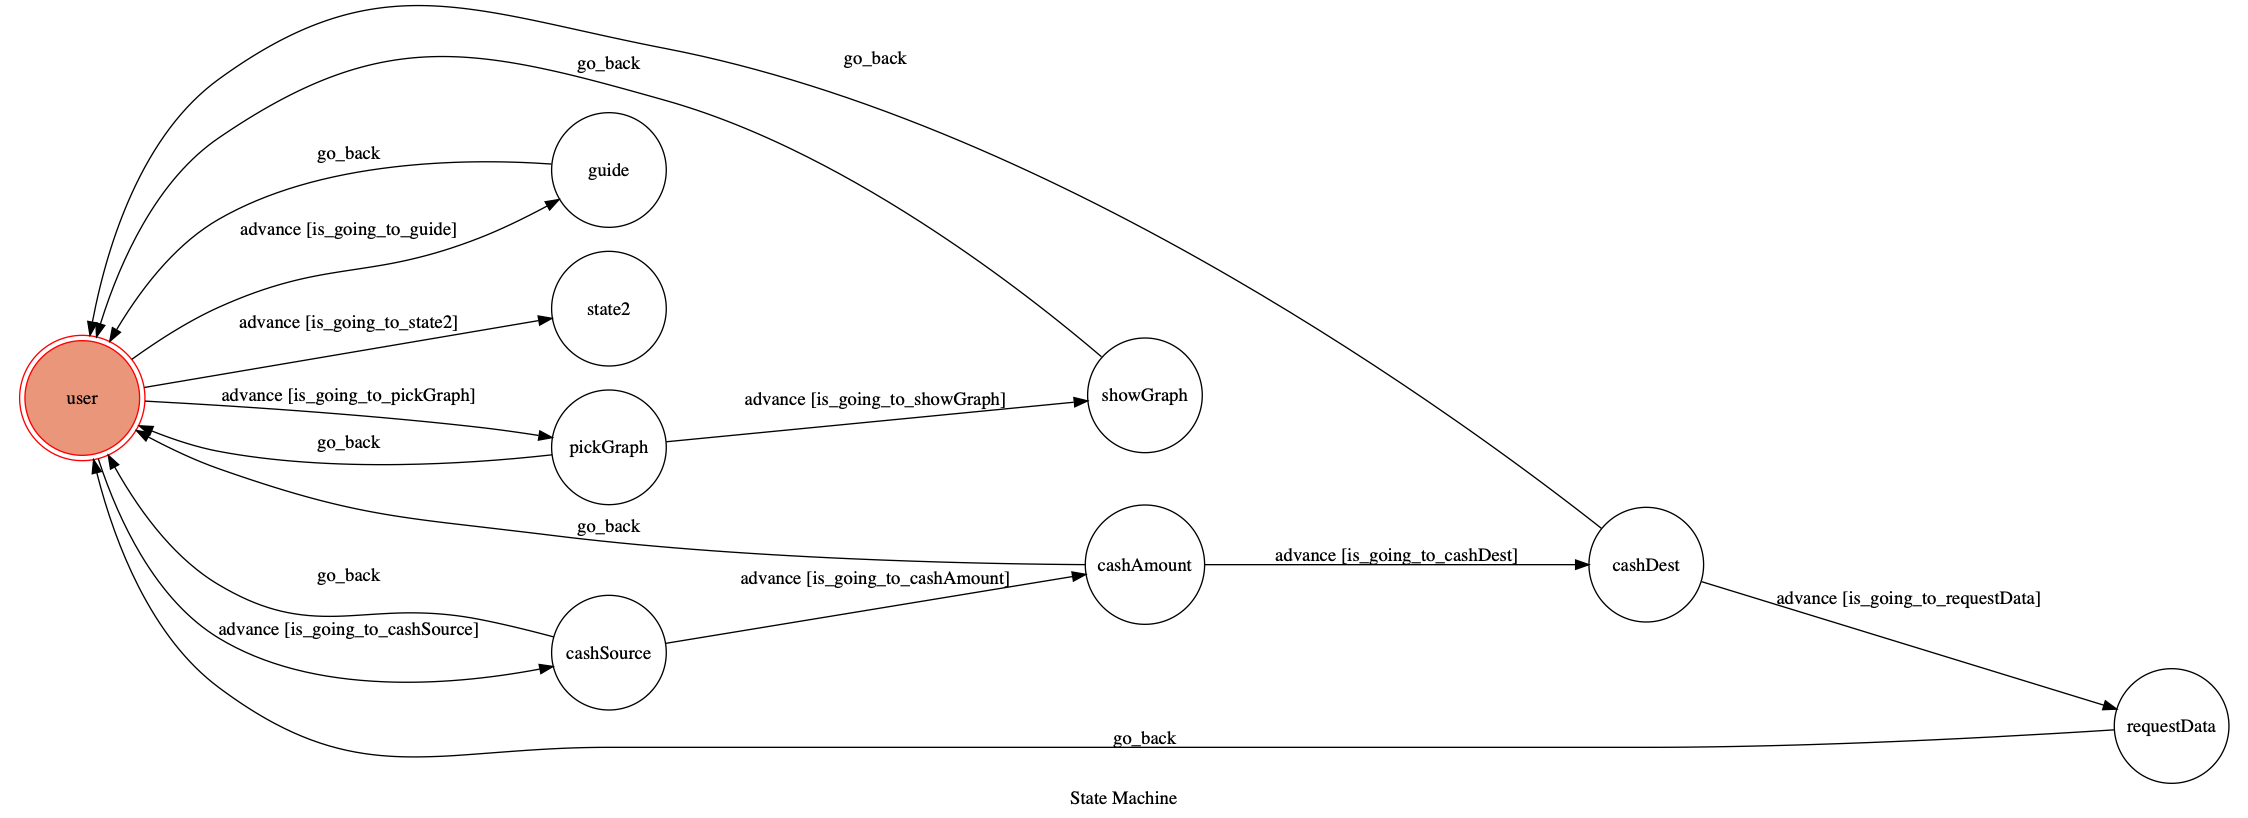 go_back
go_back
guide
go_back
advance [is_going_to_guide]
state2
advance [is_going_to_state2]
user
advance [is_going_to_pickGraph]
showGraph
advance [is_going_to_showGraph]
go_back
pickGraph
go_back
advance [is_going_to_cashDest]
cashAmount
cashDest
go_back
advance [is_going_to_cashAmount]
advance [is_going_to_requestData]
advance [is_going_to_cashSource]
cashSource
requestData
go_back
State Machine